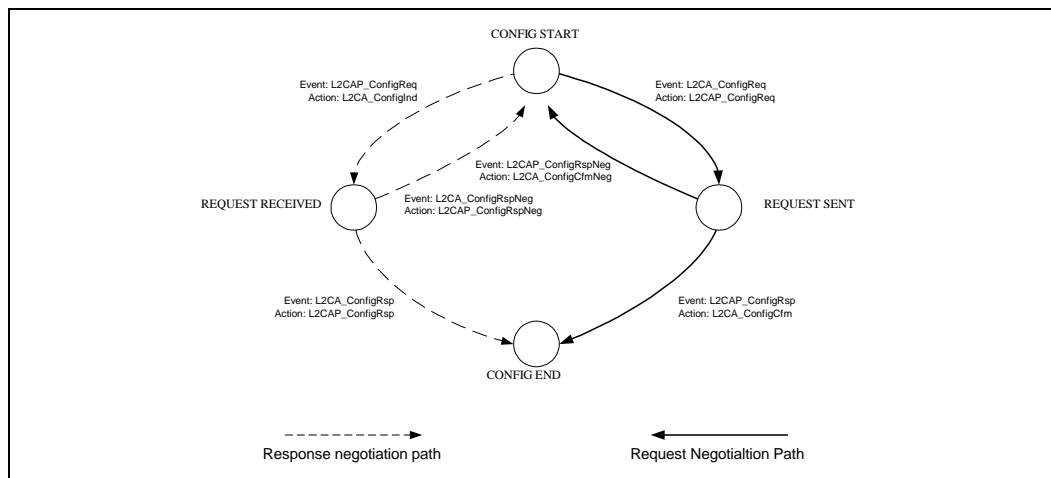 CONFIG START
Event: L2CAP_ConfigReq
Action: L2CA_ConfigInd
Event: L2CA_ConfigReq
Action: L2CAP_ConfigReq
Event: L2CAP_ConfigRspNeg
Action: L2CA_ConfigCfmNeg
REQUEST RECEIVED
Event: L2CA_ConfigRspNeg
Action: L2CAP_ConfigRspNeg
REQUEST SENT
Event: L2CA_ConfigRsp
Action: L2CAP_ConfigRsp
Event: L2CAP_ConfigRsp
Action: L2CA_ConfigCfm
CONFIG END
Response negotiation path
Request Negotialtion Path